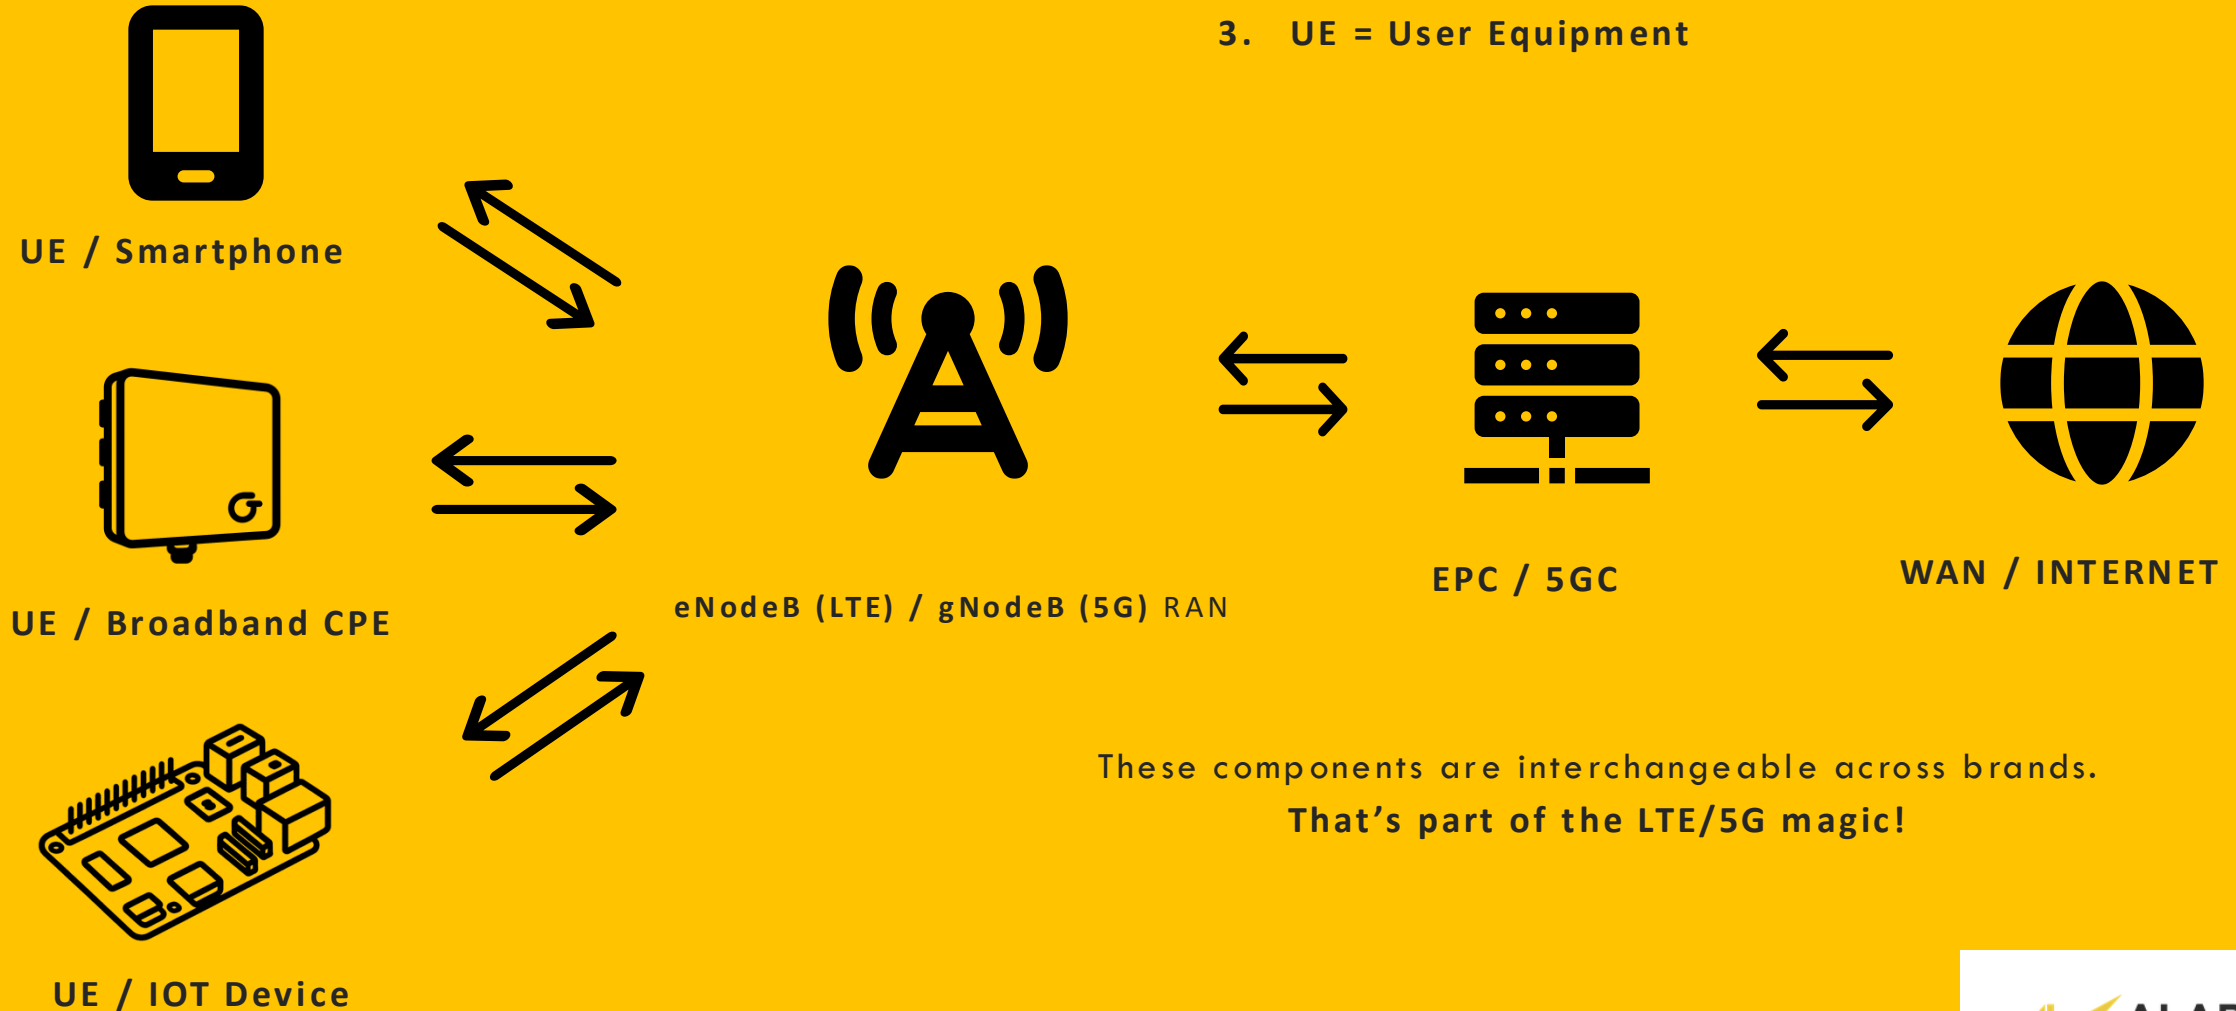 3. UE = User Equipment
UE / Smartphone
UE / Broadband CPE
eNodeB (LTE) / gNodeB (5G) RAN
EPC / 5GC
WAN / INTERNET
These components are interchangeable across brands.
That’s part of the LTE/5G magic!
UE / IOT Device